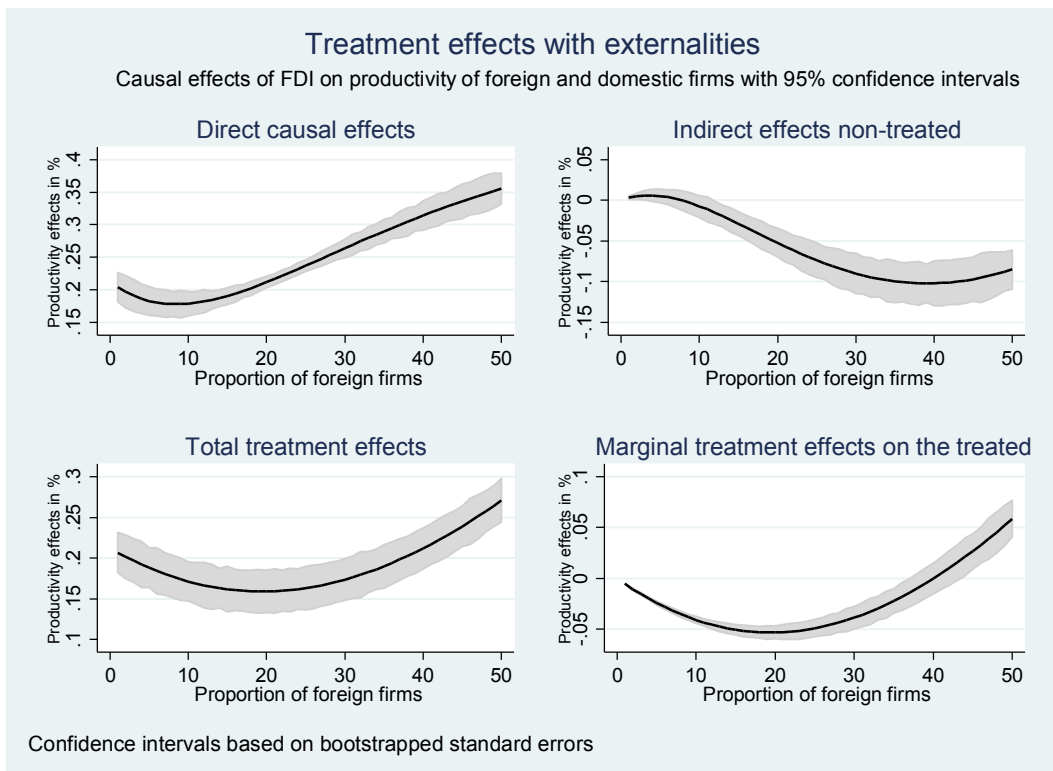 Treatment effects with externalities
Causal effects of FDI on productivity of foreign and domestic firms with 95% confidence intervals
Direct causal effects
Productivity effects in %
.4
.35
.3
.25
.2
.15
0 10 20 30 40 50
Proportion of foreign firms
Indirect effects non-treated
Productivity effects in %
.05
0
-.05
-.1
-.15
0 10 20 30 40 50
Proportion of foreign firms
Total treatment effects
Productivity effects in %
.3
.25
.2
.15
.1
0 10 20 30 40 50
Proportion of foreign firms
Marginal treatment effects on the treated
Productivity effects in %
.1
.05
0
-.05
0 10 20 30 40 50
Proportion of foreign firms
Confidence intervals based on bootstrapped standard errors